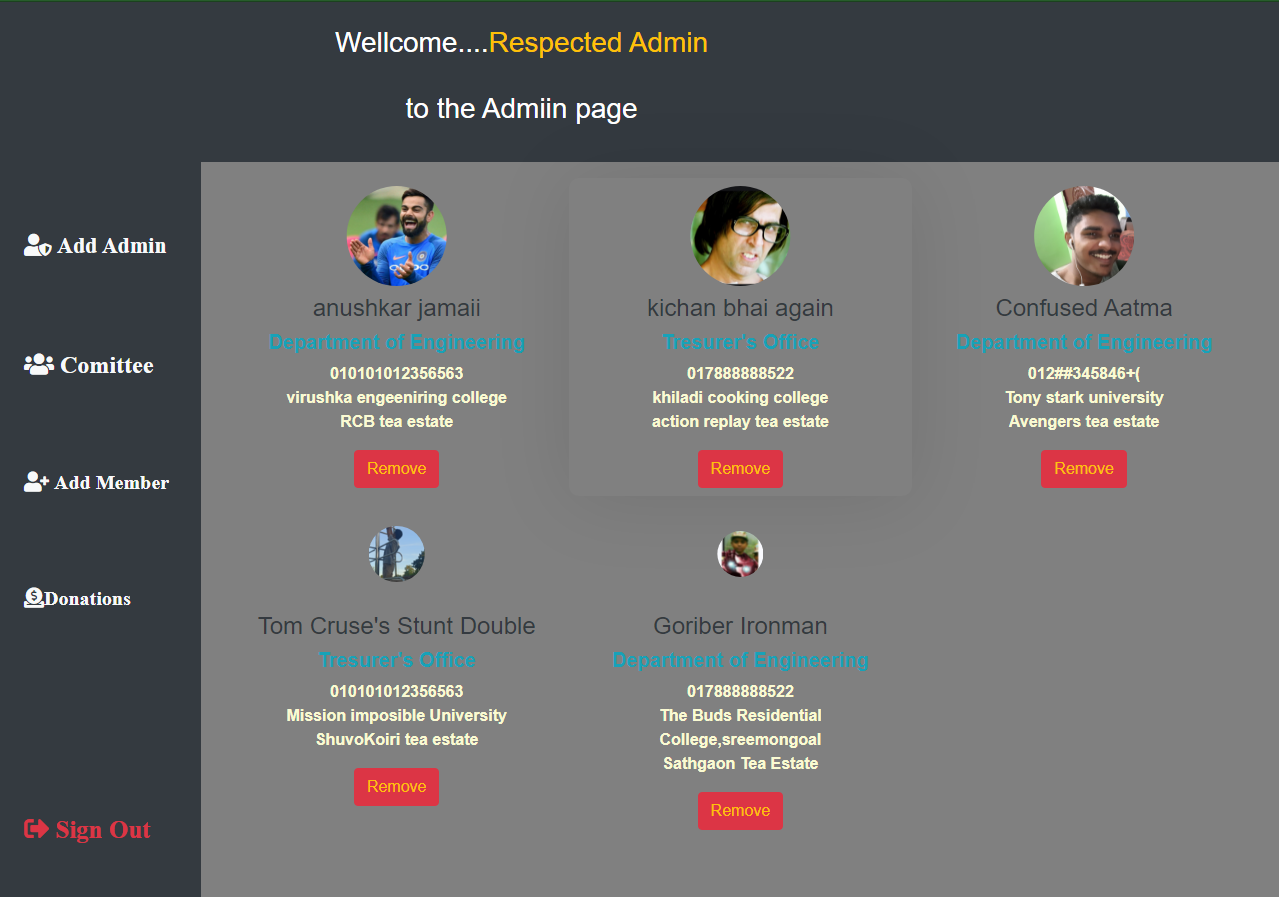 Wellcome....Respected Admin
to the Admiin page
Add Admin
Comittee
Add Member
Donations
Sign Out
anushkar jamaii
Department of Engineering
010101012356563
virushka engeeniring college
RCB tea estate
Remove
kichan bhai again
Tresurer's Office
017888888522
khiladi cooking college
action replay tea estate
Remove
Confused Aatma
Department of Engineering
012##345846+(
Tony stark university
Avengers tea estate
Remove
Tom Cruse's Stunt Double
Tresurer's Office
010101012356563
Mission imposible University
ShuvoKoiri tea estate
Remove
Goriber Ironman
Department of Engineering
017888888522
The Buds Residential
College,sreemongoal
Sathgaon Tea Estate
Remove